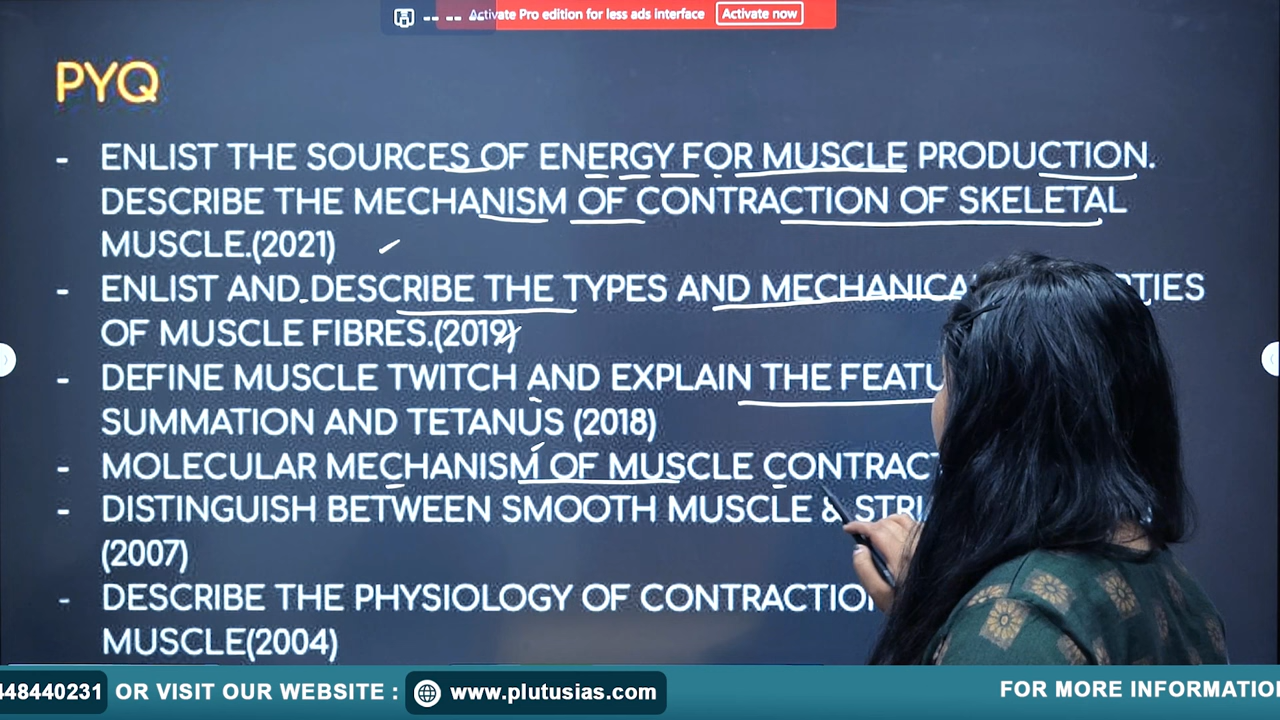 Activate Pro edition for less ads interface Activate now
PYQ
- ENLIST THE SOURCES OF ENERGY FOR MUSCLE PRODUCTION.
DESCRIBE THE MECHANISM OF CONTRACTION OF SKELETAL
MUSCLE.(2021)
- ENLIST AND DESCRIBE THE TYPES AND MECHANICA RTIES
OF MUSCLE FIBRES.(2019)
- DEFINE MUSCLE TWITCH AND EXPLAIN THE FEATU
SUMMATION AND TETANUS (2018)
- MOLECULAR MECHANISM OF MUSCLE CONTRACT
- DISTINGUISH BETWEEN SMOOTH MUSCLE & STRI
(2007)
- DESCRIBE THE PHYSIOLOGY OF CONTRACTION
MUSCLE(2004)
448440231 OR VISIT OUR WEBSITE : www.plutusias.com FOR MORE INFORMATIO